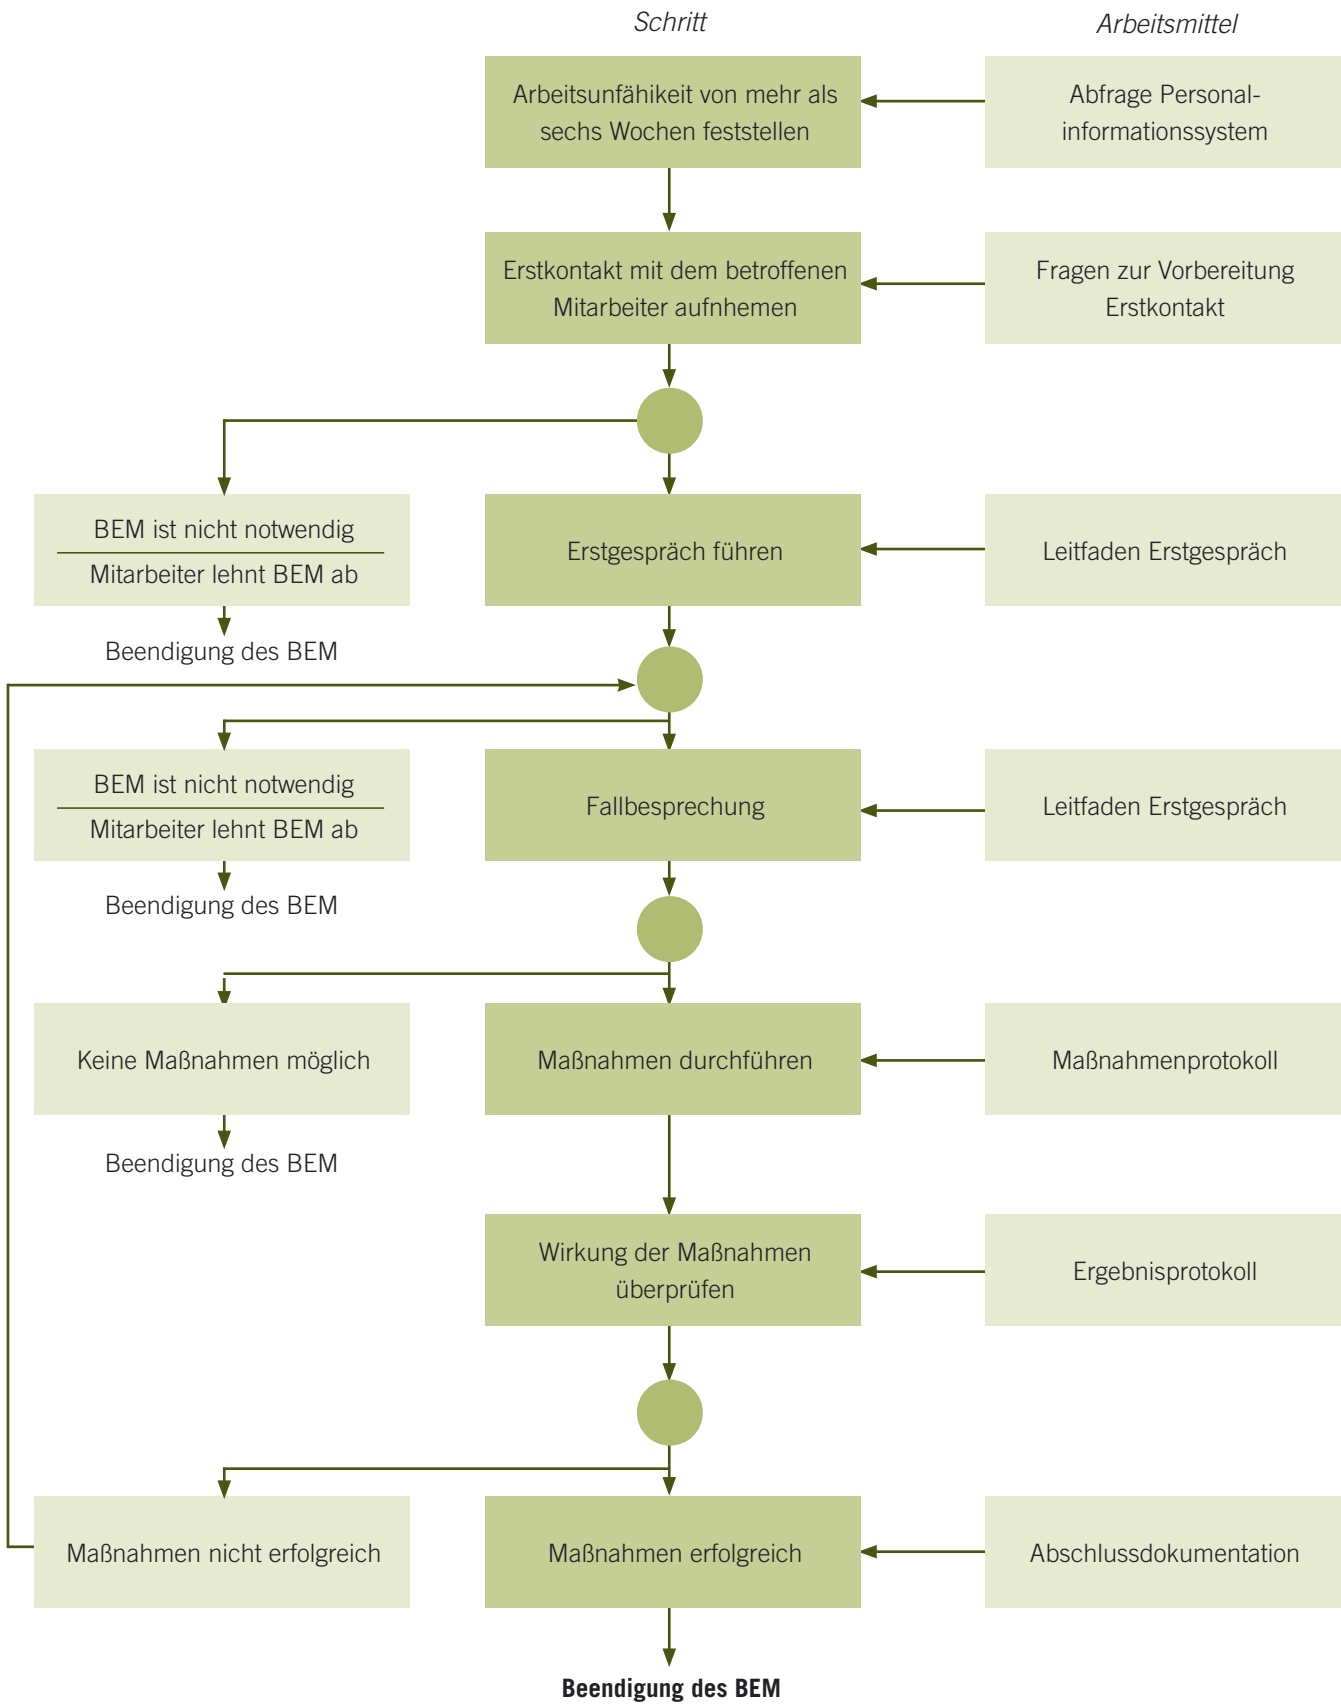 Schritt
Arbeitsmittel
Arbeitsunfähikeit von mehr als
sechs Wochen feststellen
Abfrage Personal-
informationssystem
Erstkontakt mit dem betroffenen
Mitarbeiter aufnhemen
Fragen zur Vorbereitung
Erstkontakt
BEM ist nicht notwendig
Mitarbeiter lehnt BEM ab
Erstgespräch führen
Leitfaden Erstgespräch
Beendigung des BEM
BEM ist nicht notwendig
Mitarbeiter lehnt BEM ab
Fallbesprechung
Leitfaden Erstgespräch
Beendigung des BEM
Keine Maßnahmen möglich
Maßnahmen durchführen
Maßnahmenprotokoll
Beendigung des BEM
Wirkung der Maßnahmen
überprüfen
Ergebnisprotokoll
Maßnahmen nicht erfolgreich
Maßnahmen erfolgreich
Abschlussdokumentation
Beendigung des BEM